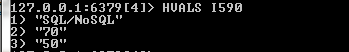 127.0.0.1:6379[4]> HVALS I590
1) "SQL/NoSQL"
2) "70"
3) "50"